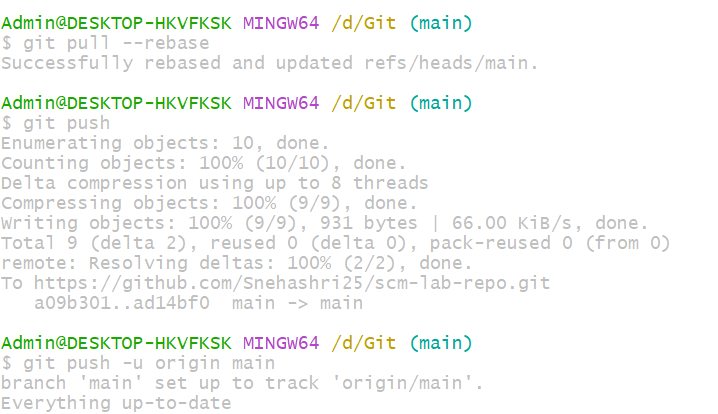 Admin@DESKTOP-HKVFKSK MINGW64 /d/Git (main)
$ git pull --rebase
Successfully rebased and updated refs/heads/main.
Admin@DESKTOP-HKVFKSK MINGW64 /d/Git (main)
$ git push
Enumerating objects: 10, done.
Counting objects: 100% (10/10), done.
Delta compression using up to 8 threads
Compressing objects: 100% (9/9), done.
Writing objects: 100% (9/9), 931 bytes | 66.00 KiB/s, done.
Total 9 (delta 2), reused 0 (delta 0), pack-reused 0 (from 0)
remote: Resolving deltas: 100% (2/2), done.
To https://github.com/Snehashri25/scm-lab-repo.git
   a09b301..ad14bf0  main -> main
Admin@DESKTOP-HKVFKSK MINGW64 /d/Git (main)
$ git push -u origin main
branch 'main' set up to track 'origin/main'.
Everything up-to-date